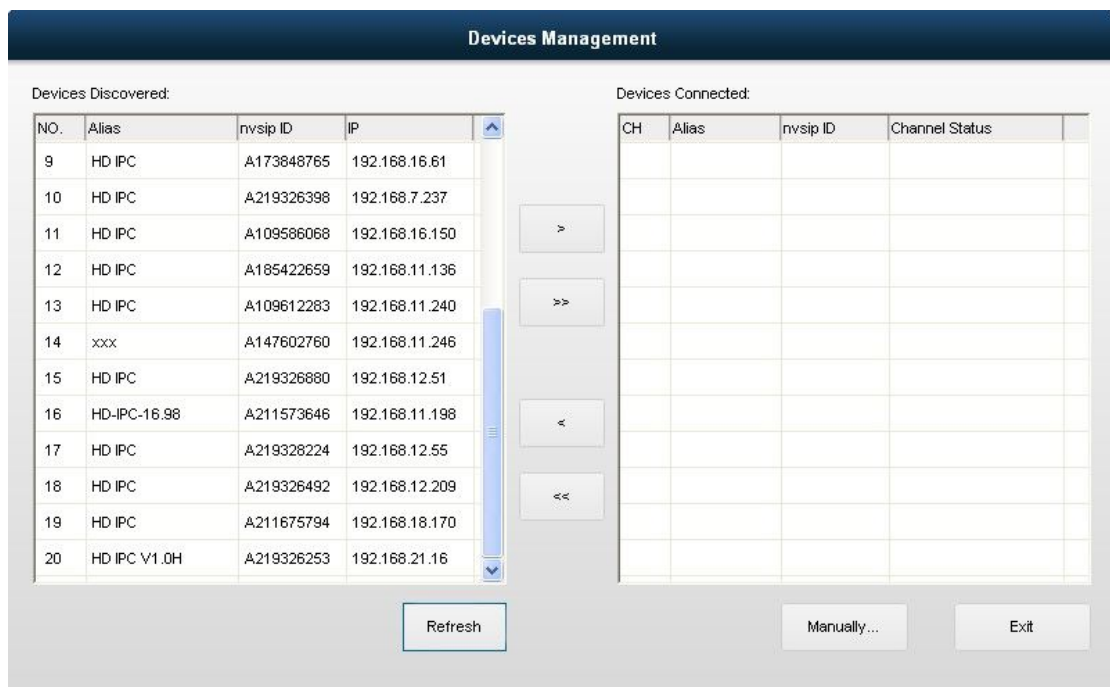 Devices Management
Devices Discovered:
NO. Alias nvsip ID IP
9 HD IPC A173848765 192.168.16.61
10 HD IPC A219326398 192.168.7.237
11 HD IPC A109586068 192.168.16.150
12 HD IPC A185422659 192.168.11.136
13 HD IPC A109612283 192.168.11.240
14 xxx A147602760 192.168.11.246
15 HD IPC A219326880 192.168.12.51
16 HD-IPC-16.98 A211573646 192.168.11.198
17 HD IPC A219328224 192.168.12.55
18 HD IPC A219326492 192.168.12.209
19 HD IPC A211675794 192.168.18.170
20 HD IPC V1.0H A219326253 192.168.21.16
Refresh
>
>>
<
<<
Devices Connected:
CH Alias nvsip ID Channel Status
Manually... Exit